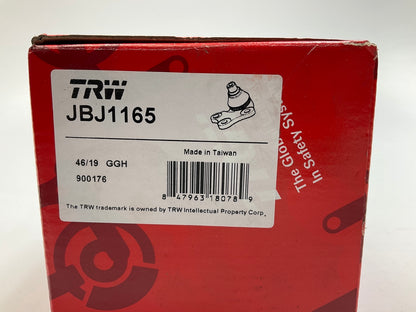 TRW
JBJ1165
Made in Taiwan
46/19 GGH
900176
8 47963 18078 9
The TRW trademark is owned by TRW Intellectual Property Corp.
The Global
In Safety Sys